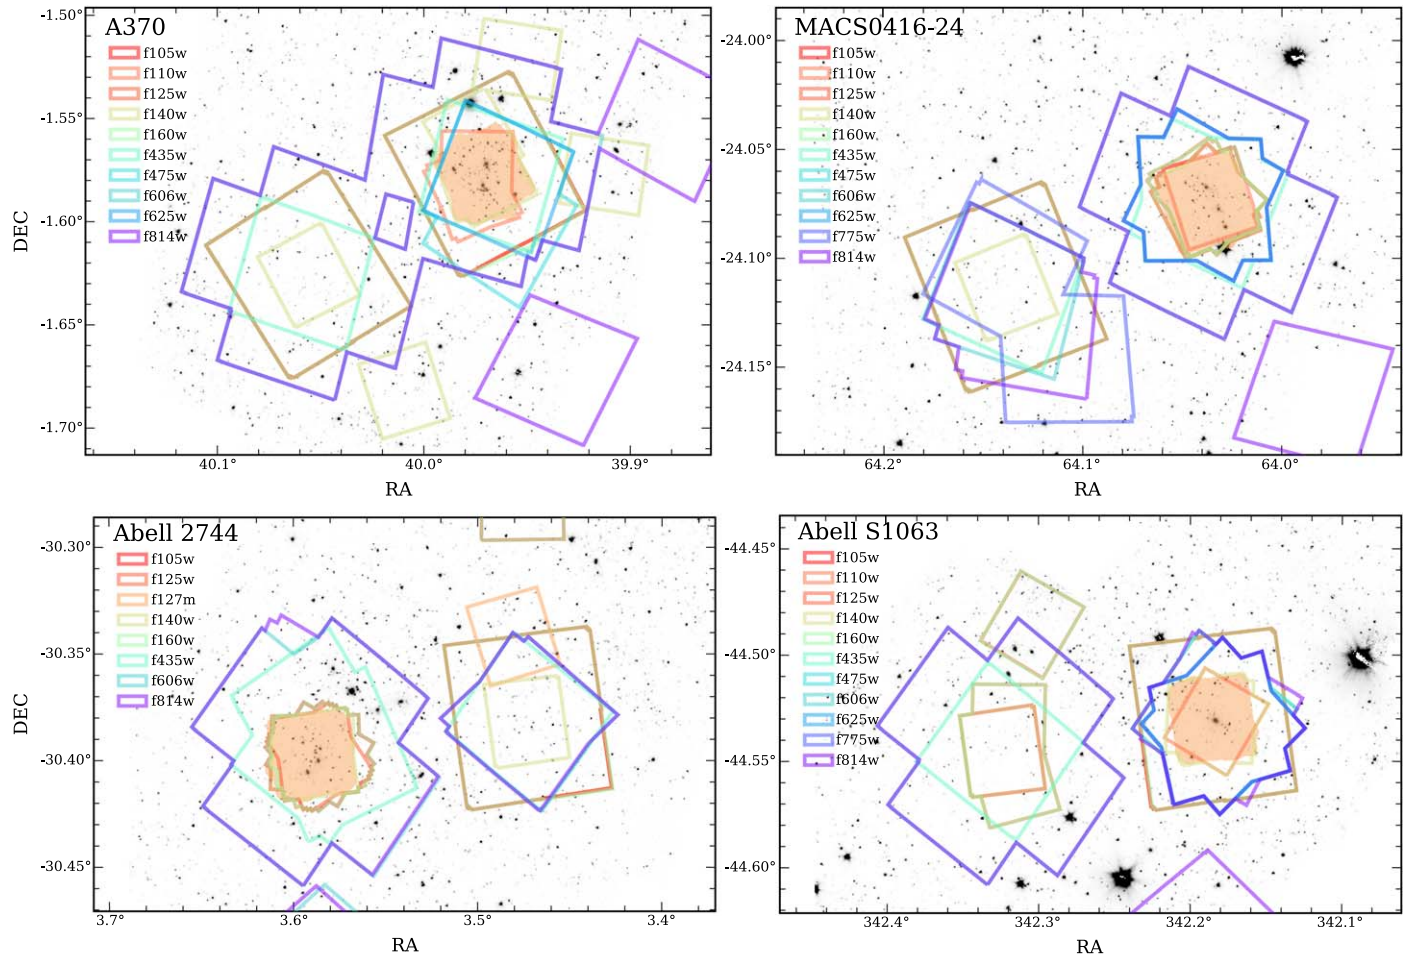 A370
f105w
f110w
f125w
f140w
f160w
f435w
f475w
f606w
f625w
f814w
-1.50°
-1.55°
-1.60°
-1.65°
-1.70°
DEC
40.1°
40.0°
39.9°
RA
MACS0416-24
f105w
f110w
f125w
f140w
f160w
f435w
f475w
f606w
f625w
f775w
f814w
-24.00°
-24.05°
-24.10°
-24.15°
64.2°
64.1°
64.0°
RA
Abell 2744
f105w
f125w
f127m
f140w
f160w
f435w
f606w
f814w
-30.30°
-30.35°
-30.40°
-30.45°
DEC
3.7°
3.6°
3.5°
3.4°
RA
Abell S1063
f105w
f110w
f125w
f140w
f160w
f435w
f475w
f606w
f625w
f775w
f814w
-44.45°
-44.50°
-44.55°
-44.60°
342.4°
342.3°
342.2°
342.1°
RA